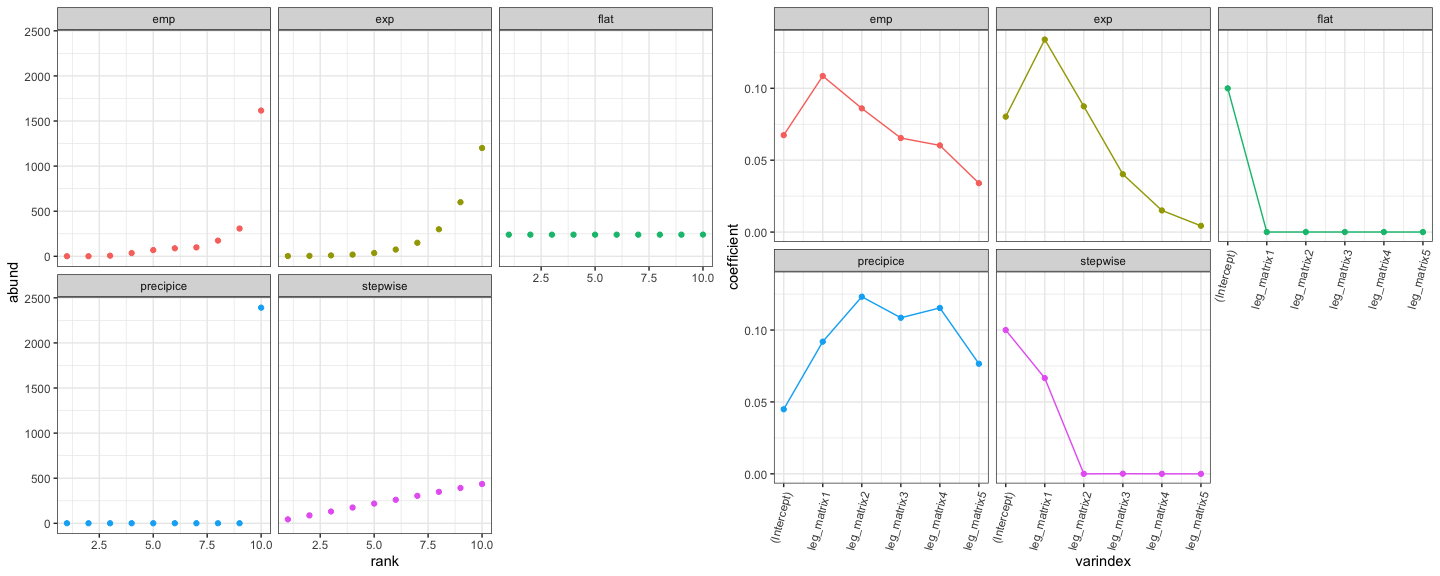 emp exp flat
2500
2000
1500
1000
500
0
2.5 5.0 7.5 10.0
precipice stepwise
2500
2000
1500
1000
500
0
2.5 5.0 7.5 10.0 2.5 5.0 7.5 10.0
abund
rank
emp exp flat
0.10
0.05
0.00
(Intercept) leg_matrix1 leg_matrix2 leg_matrix3 leg_matrix4 leg_matrix5
precipice stepwise
0.10
0.05
0.00
(Intercept) leg_matrix1 leg_matrix2 leg_matrix3 leg_matrix4 leg_matrix5 (Intercept) leg_matrix1 leg_matrix2 leg_matrix3 leg_matrix4 leg_matrix5
coefficient
varindex